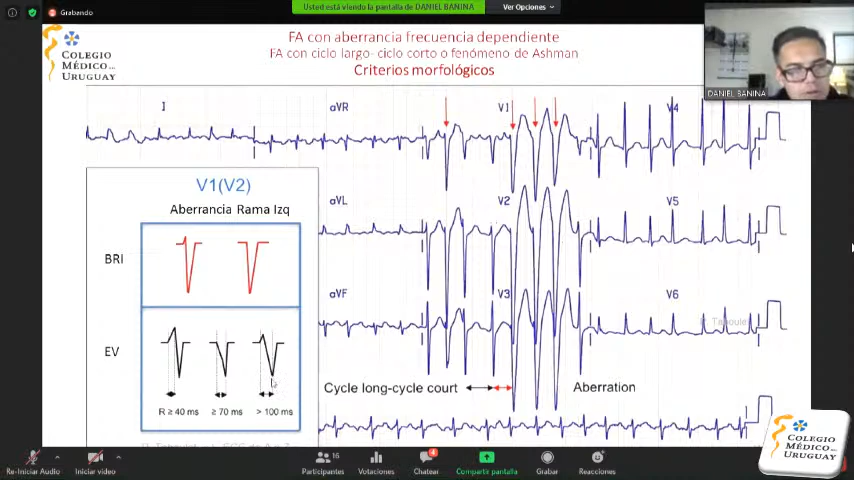 Grabando
Usted está viendo la pantalla de DANIEL BANINA
Ver Opciones
COLEGIO
MÉDICO
URUGUAY
FA con aberrancia frecuencia dependiente
FA con ciclo largo- ciclo corto o fenómeno de Ashman
Criterios morfológicos
DANIEL BANINA
I
aVR
V1
V4
V1(V2)
Aberrancia Rama Izq
aVL
V2
V5
BRI
aVF
V3
V6
EV
R ≥ 40 ms
≥ 70 ms
> 100 ms
Cycle long-cycle court
Aberration
COLEGIO
MÉDICO
URUGUAY
Re-Iniciar Audio
Iniciar video
16
Participantes
Votaciones
4
Chatear
Compartir pantalla
Grabar
Reacciones